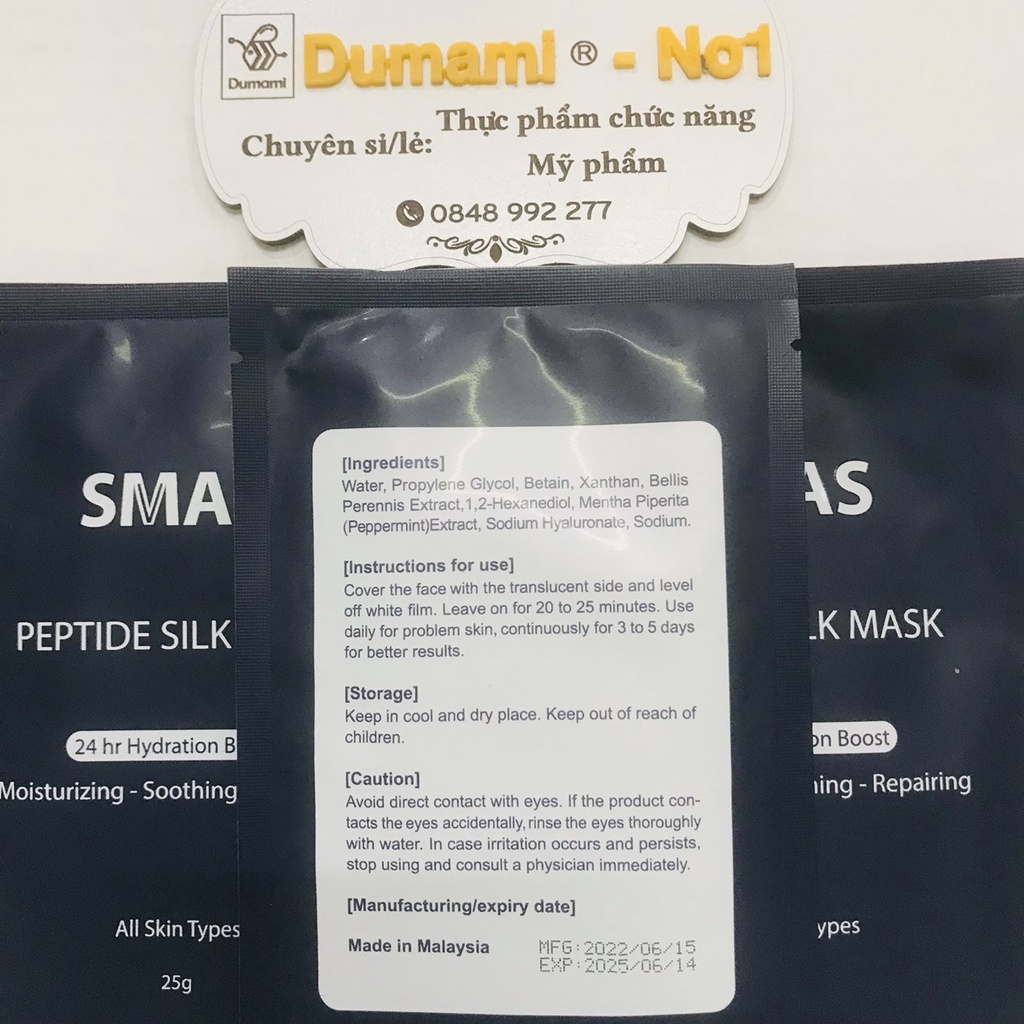 Dumami
Dumami ® - No1
Chuyên sỉ/lẻ:
Thực phẩm chức năng
Mỹ phẩm
0848 992 277
[Ingredients]
Water, Propylene Glycol, Betain, Xanthan, Bellis
Perennis Extract,1,2-Hexanediol, Mentha Piperita
(Peppermint)Extract, Sodium Hyaluronate, Sodium.
[Instructions for use]
Cover the face with the translucent side and level
off white film. Leave on for 20 to 25 minutes. Use
daily for problem skin, continuously for 3 to 5 days
for better results.
[Storage]
Keep in cool and dry place. Keep out of reach of
children.
[Caution]
Avoid direct contact with eyes. If the product con-
tacts the eyes accidentally, rinse the eyes thoroughly
with water. In case irritation occurs and persists,
stop using and consult a physician immediately.
[Manufacturing/expiry date]
Made in Malaysia
MFG:2022/06/15
EXP:2025/06/14
SMA
PEPTIDE SILK
24 hr Hydration B
Moisturizing - Soothing
All Skin Types
25g
AS
LK MASK
on Boost
ning - Repairing
ypes